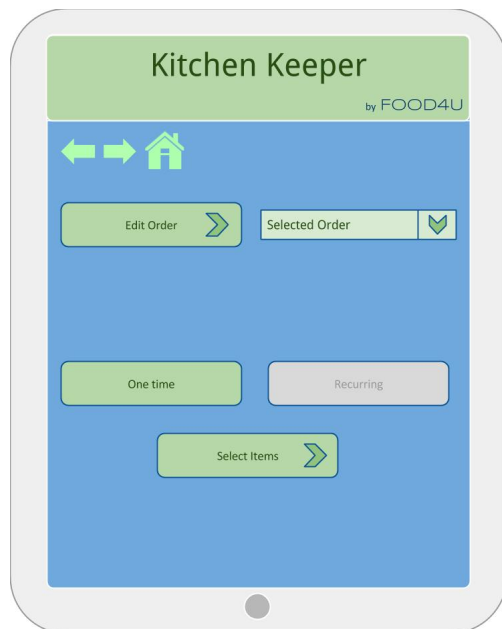 Kitchen Keeper
by FOOD4U
Edit Order
Selected Order
One time
Recurring
Select Items